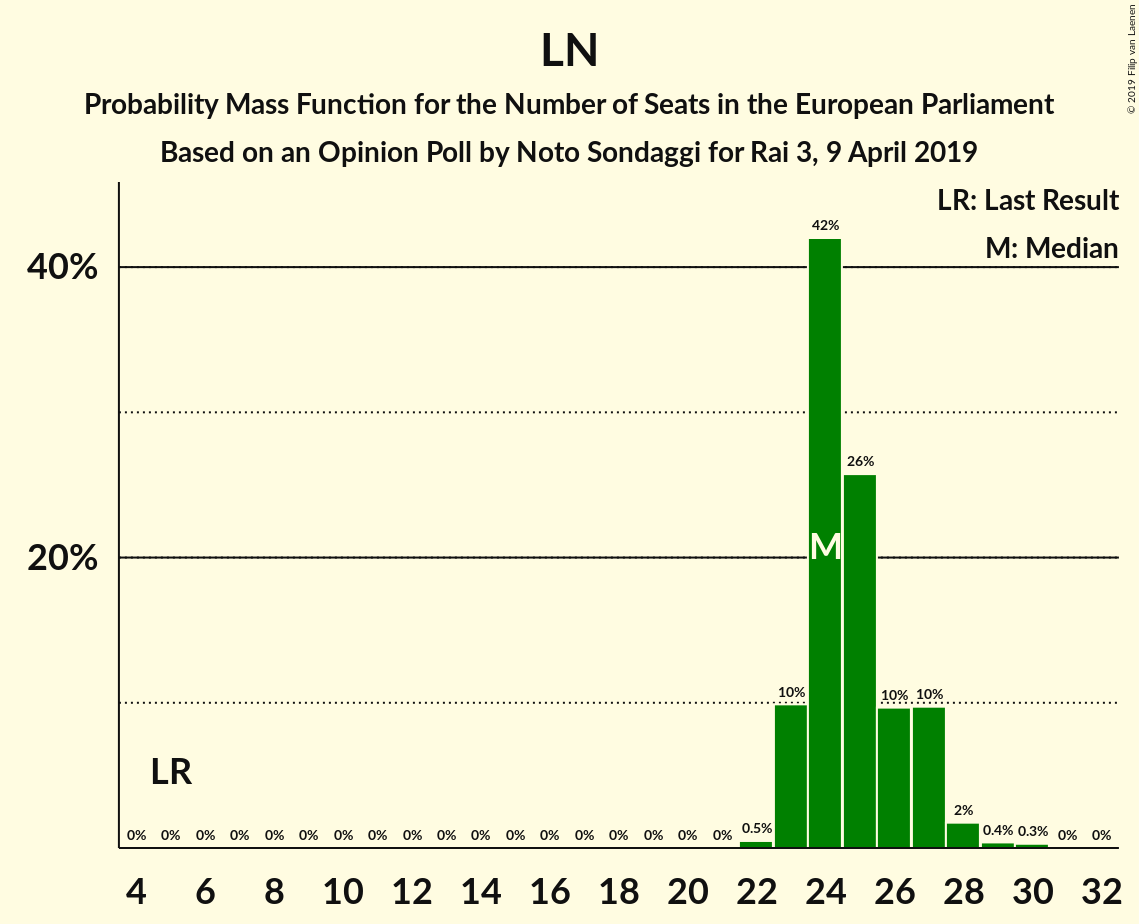 LN
Probability Mass Function for the Number of Seats in the European Parliament
Based on an Opinion Poll by Noto Sondaggi for Rai 3, 9 April 2019
© 2019 Filip van Laenen
LR: Last Result
M: Median
40%
20%
42%
26%
M
10%
10%
10%
LR
0% 0% 0% 0% 0% 0% 0% 0% 0% 0% 0% 0% 0% 0% 0% 0% 0% 0% 0.5% 2% 0.4% 0.3% 0% 0%
4 6 8 10 12 14 16 18 20 22 24 26 28 30 32